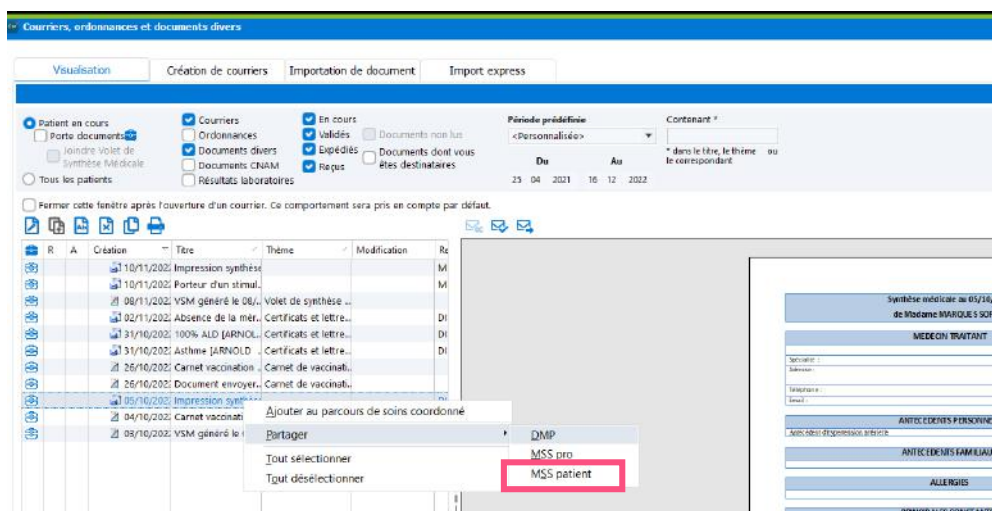 Courriers, ordonnances et documents divers
Visualisation Création de courriers Importation de document Import express
Patient en cours
Porte documents
Joindre Volet de
Synthèse Médicale
Tous les patients
Courriers
Ordonnances
Documents divers
Documents CNAM
Résultats laboratoires
En cours
Validés
Expédiés
Reçus
Documents non lus
Documents dont vous
êtes destinataires
Période prédéfinie
<Personnalisée>
Du Au
25 04 2021 16 12 2022
Contenant *
* dans le titre, le thème ou
le correspondant
Fermer cette fenêtre après l'ouverture d'un courrier. Ce comportement sera pris en compte par défaut.
R A Création Titre Thème Modification Re
10/11/202 Impression synthèse M
10/11/202 Porteur d'un stimul. M
08/11/202 VSM généré le 08/.. Volet de synthèse ...
02/11/202 Absence de la mèr.. Certificats et lettre... DI
31/10/202 100% ALD [ARNOL.. Certificats et lettre... DI
31/10/202 Asthme [ARNOLD . Certificats et lettre... DI
26/10/202 Carnet vaccination . Carnet de vaccinati..
26/10/202 Document envoyer.. Carnet de vaccinati..
05/10/202 Impression
04/10/202 Carnet vaccinati
03/10/202 VSM généré le
Ajouter au parcours de soins coordonné
Partager
Tout sélectionner
Tout désélectionner
DMP
MSS pro
MSS patient
Synthèse médicale au 05/10/
de Madame MARQUES SOF
MEDECIN TRAITANT
Spécialité :
Adresse :
Téléphone :
Email :
ANTECEDENTS PERSONNE
ANTECEDENTS FAMILIAU
ALLERGIES